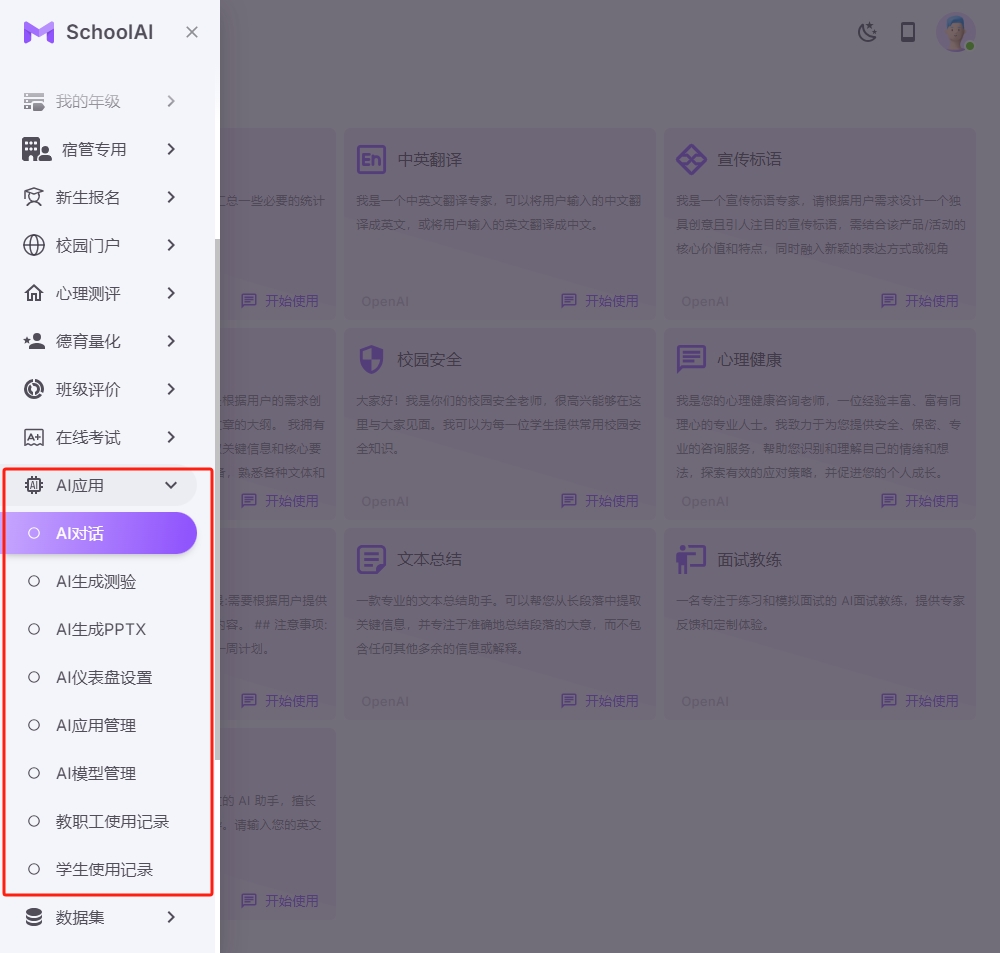 SchoolAI
我的年级
宿管专用
新生报名
校园门户
心理测评
德育量化
班级评价
在线考试
AI应用
AI对话
AI生成测验
AI生成PPTX
AI仪表盘设置
AI应用管理
AI模型管理
教职工使用记录
学生使用记录
数据集
总一些必要的统计
开始使用
En
中英翻译
我是一个中英文翻译专家，可以将用户输入的中文翻
译成英文，或将用户输入的英文翻译成中文。
OpenAI
开始使用
宣传标语
我是一个宣传标语专家，请根据用户需求设计一个独
具创意且引人注目的宣传标语，需结合该产品/活动的
核心价值和特点，同时融入新颖的表达方式或视角
OpenAI
开始使用
根据用户的需求创
章的大纲。 我拥有
关键信息和核心要
，熟悉各种文体和
开始使用
校园安全
大家好！我是你们的校园安全老师，很高兴能够在这
里与大家见面。我可以为每一位学生提供常用校园安
全知识。
OpenAI
开始使用
心理健康
我是您的心理健康咨询老师，一位经验丰富、富有同
理心的专业人士。我致力于为您提供安全、保密、专
业的咨询服务，帮助您识别和理解自己的情绪和想
法，探索有效的应对策略，并促进您的个人成长。
OpenAI
开始使用
:需要根据用户提供
内容。 ## 注意事项:
一周计划。
开始使用
文本总结
一款专业的文本总结助手。可以帮您从长段落中提取
关键信息，并专注于准确地总结段落的大意，而不包
含任何其他多余的信息或解释。
OpenAI
开始使用
面试教练
一名专注于练习和模拟面试的 AI面试教练，提供专家
反馈和定制体验。
OpenAI
开始使用
的 AI 助手，擅长
。请输入您的英文
开始使用